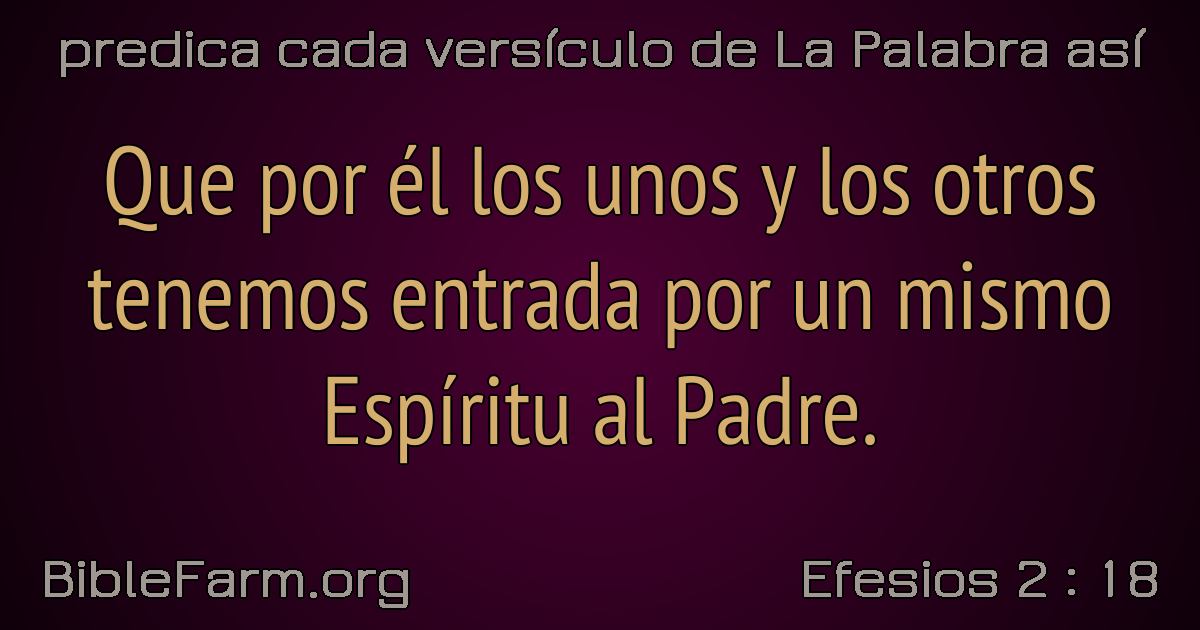 predica cada versículo de La Palabra así
Que por él los unos y los otros
tenemos entrada por un mismo
Espíritu al Padre.
BibleFarm.org
Efesios 2 : 18